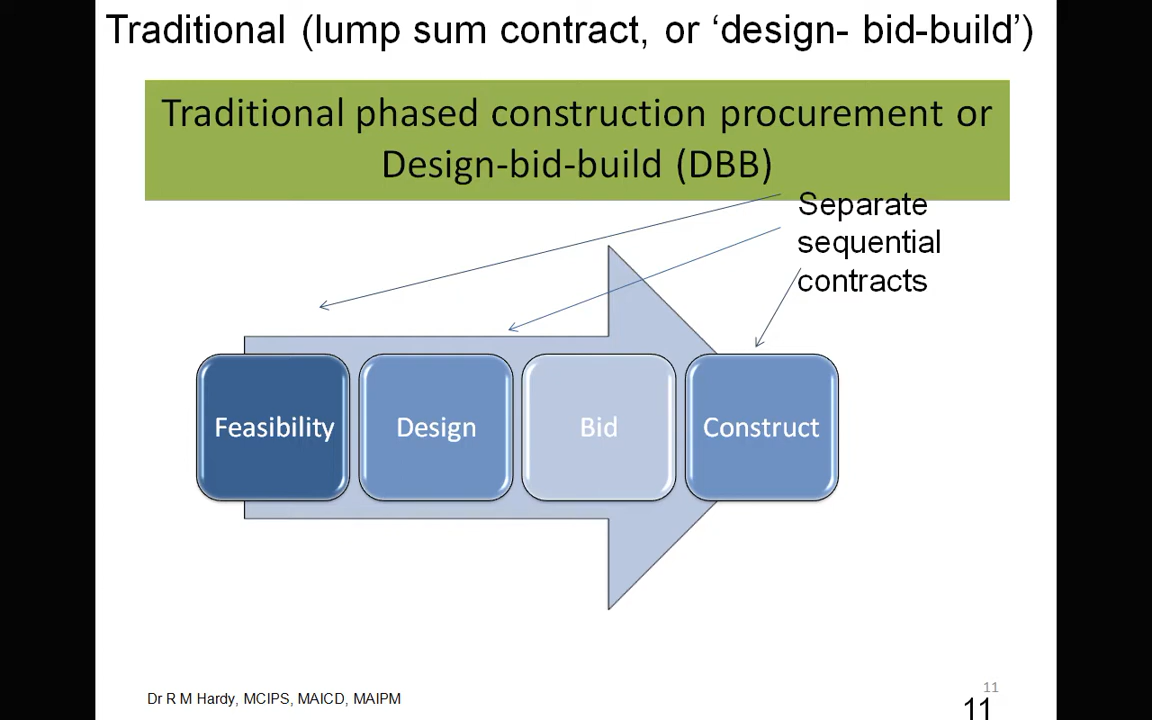 Traditional (lump sum contract, or ‘design- bid-build’)
Traditional phased construction procurement or
Design-bid-build (DBB)
Separate
sequential
contracts
Feasibility
Design
Bid
Construct
Dr R M Hardy, MCIPS, MAICD, MAIPM
11
11